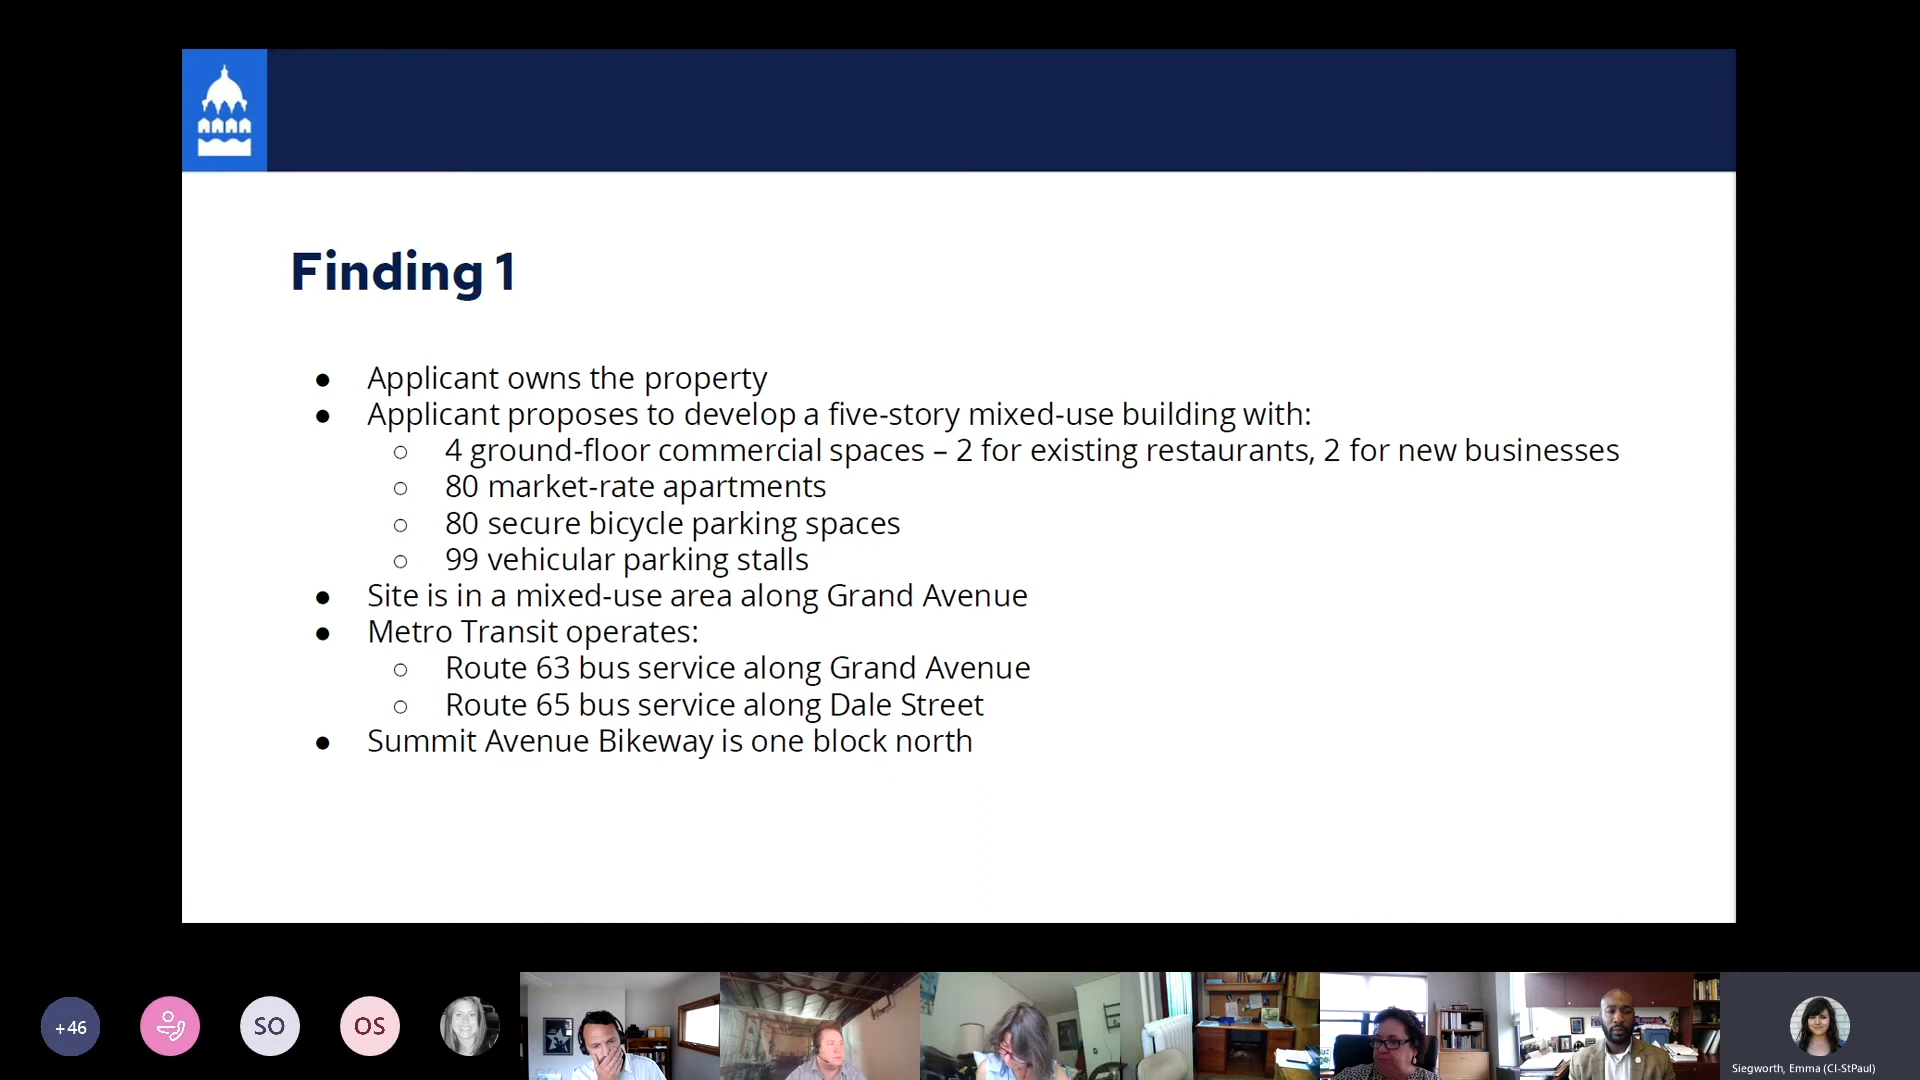 Finding 1
● Applicant owns the property
● Applicant proposes to develop a five-story mixed-use building with:
○ 4 ground-floor commercial spaces – 2 for existing restaurants, 2 for new businesses
○ 80 market-rate apartments
○ 80 secure bicycle parking spaces
○ 99 vehicular parking stalls
● Site is in a mixed-use area along Grand Avenue
● Metro Transit operates:
○ Route 63 bus service along Grand Avenue
○ Route 65 bus service along Dale Street
● Summit Avenue Bikeway is one block north
+46
SO
OS
Siegworth, Emma (CI-StPaul)